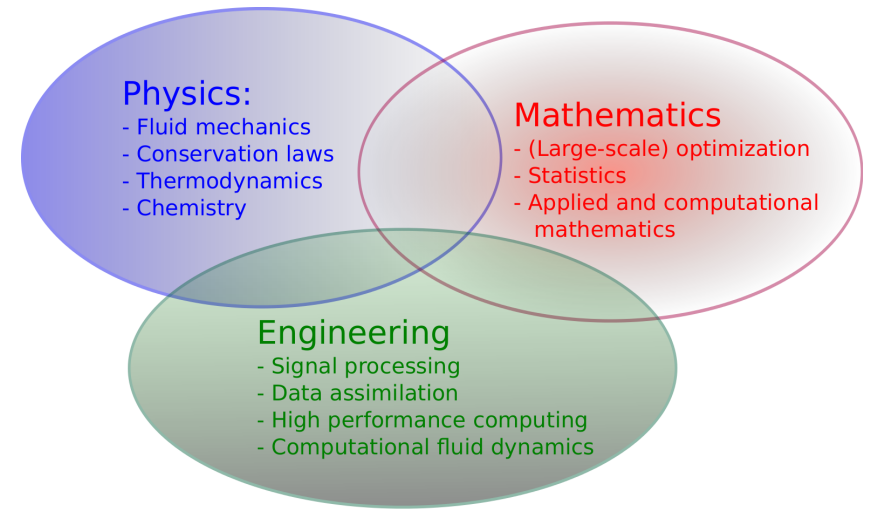 Physics:
- Fluid mechanics
- Conservation laws
- Thermodynamics
- Chemistry
Mathematics
- (Large-scale) optimization
- Statistics
- Applied and computational
mathematics
Engineering
- Signal processing
- Data assimilation
- High performance computing
- Computational fluid dynamics